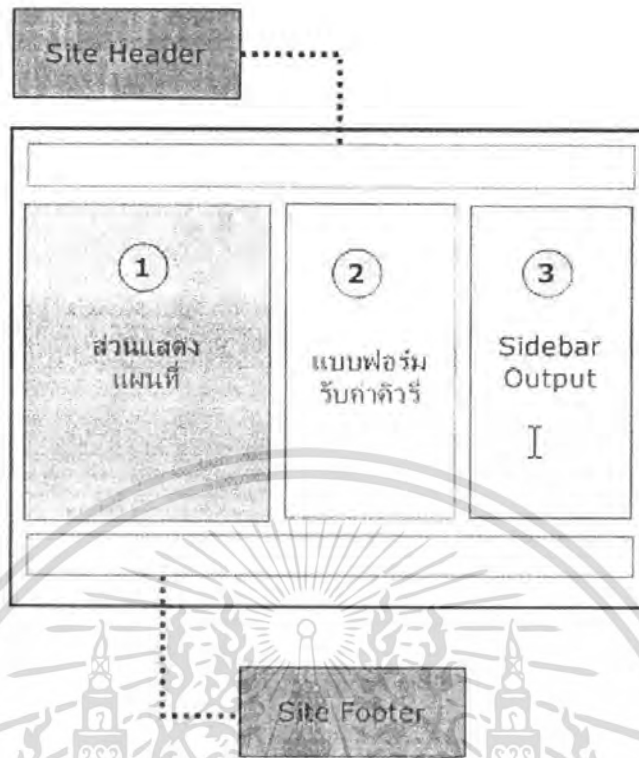 Site Header
1
ส่วนแสดง
แผนที่
2
แบบฟอร์ม
รับค่าคิวรี
3
Sidebar
Output
Site Footer